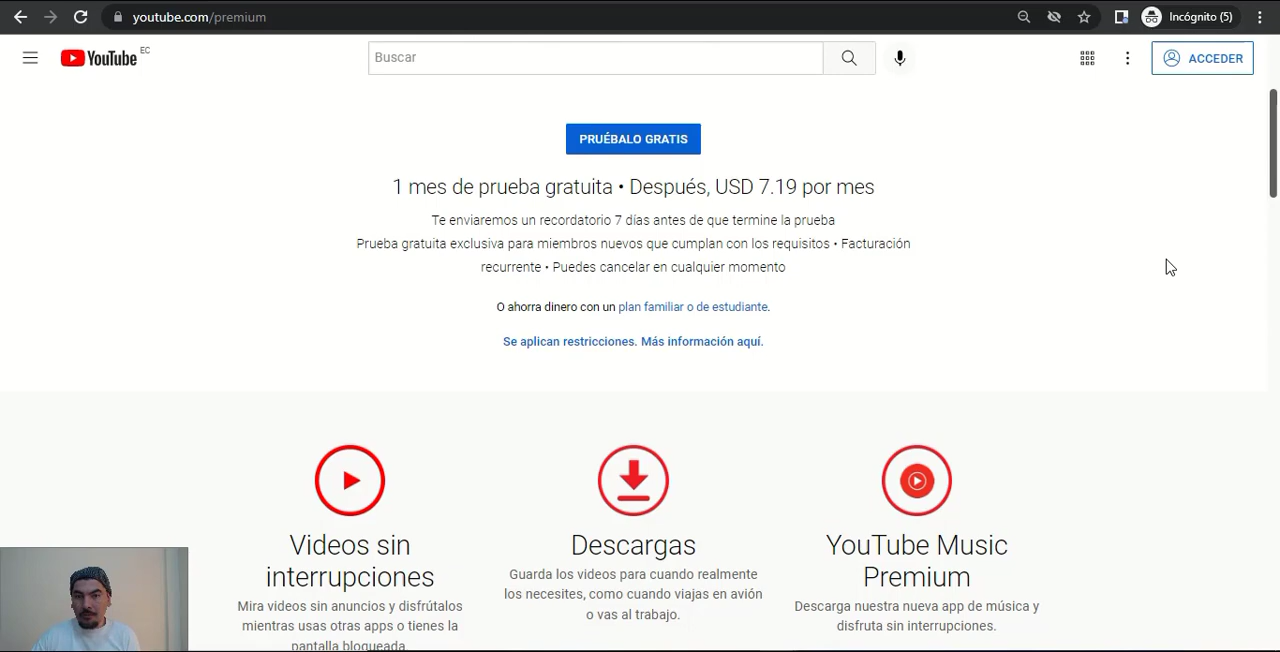 youtube.com/premium
Incógnito (5)
YouTube EC
Buscar
ACCEDER
PRUÉBALO GRATIS
1 mes de prueba gratuita • Después, USD 7.19 por mes
Te enviaremos un recordatorio 7 días antes de que termine la prueba
Prueba gratuita exclusiva para miembros nuevos que cumplan con los requisitos • Facturación
recurrente • Puedes cancelar en cualquier momento
O ahorra dinero con un plan familiar o de estudiante.
Se aplican restricciones. Más información aquí.
Videos sin
interrupciones
Mira videos sin anuncios y disfrútalos
mientras usas otras apps o tienes la
pantalla bloqueada.
Descargas
Guarda los videos para cuando realmente
los necesites, como cuando viajas en avión
o vas al trabajo.
YouTube Music
Premium
Descarga nuestra nueva app de música y
disfruta sin interrupciones.